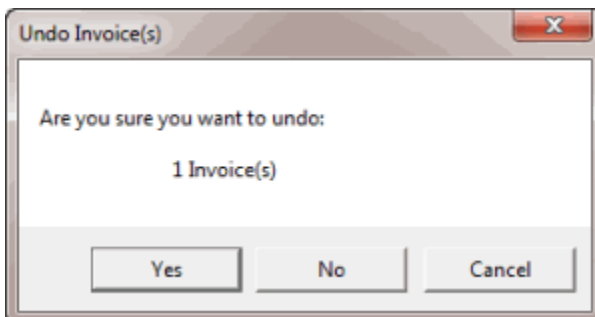 Undo Invoice(s)
Are you sure you want to undo:
1 Invoice(s)
Yes No Cancel